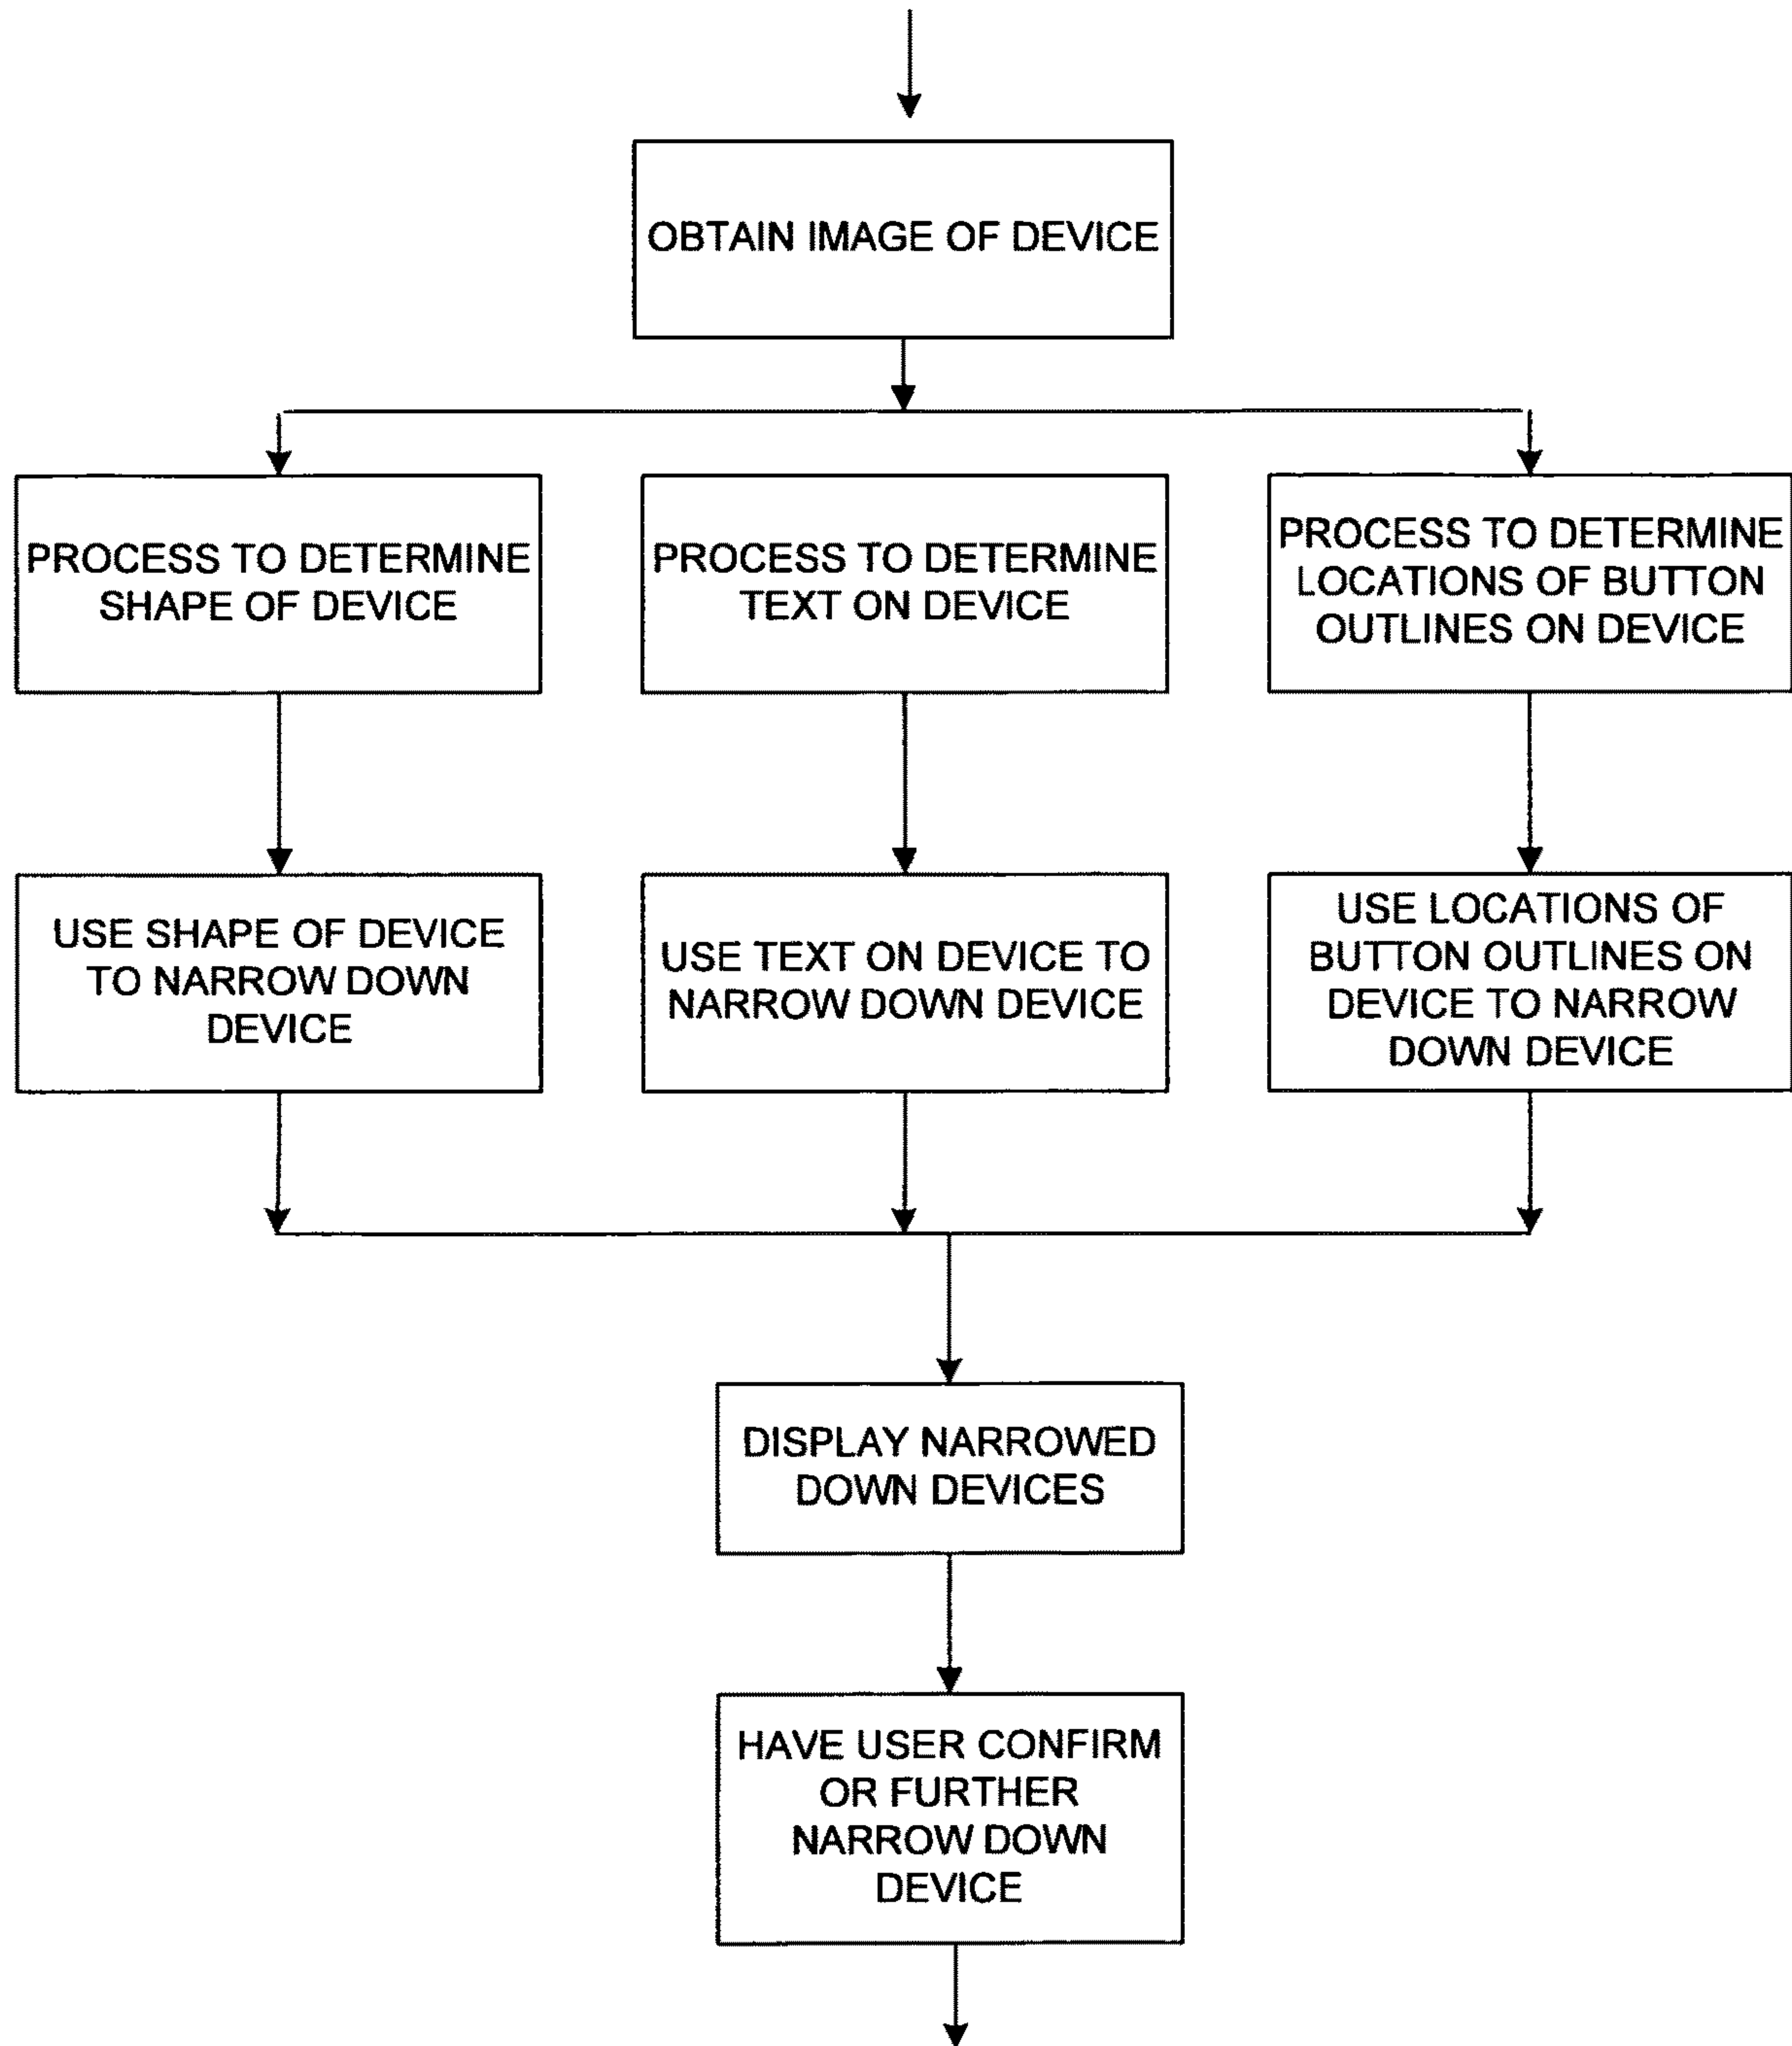 OBTAIN IMAGE OF DEVICE
PROCESS TO DETERMINE
SHAPE OF DEVICE
PROCESS TO DETERMINE
TEXT ON DEVICE
PROCESS TO DETERMINE
LOCATIONS OF BUTTON
OUTLINES ON DEVICE
USE SHAPE OF DEVICE
TO NARROW DOWN
DEVICE
USE TEXT ON DEVICE TO
NARROW DOWN DEVICE
USE LOCATIONS OF
BUTTON OUTLINES ON
DEVICE TO NARROW
DOWN DEVICE
DISPLAY NARROWED
DOWN DEVICES
HAVE USER CONFIRM
OR FURTHER
NARROW DOWN
DEVICE